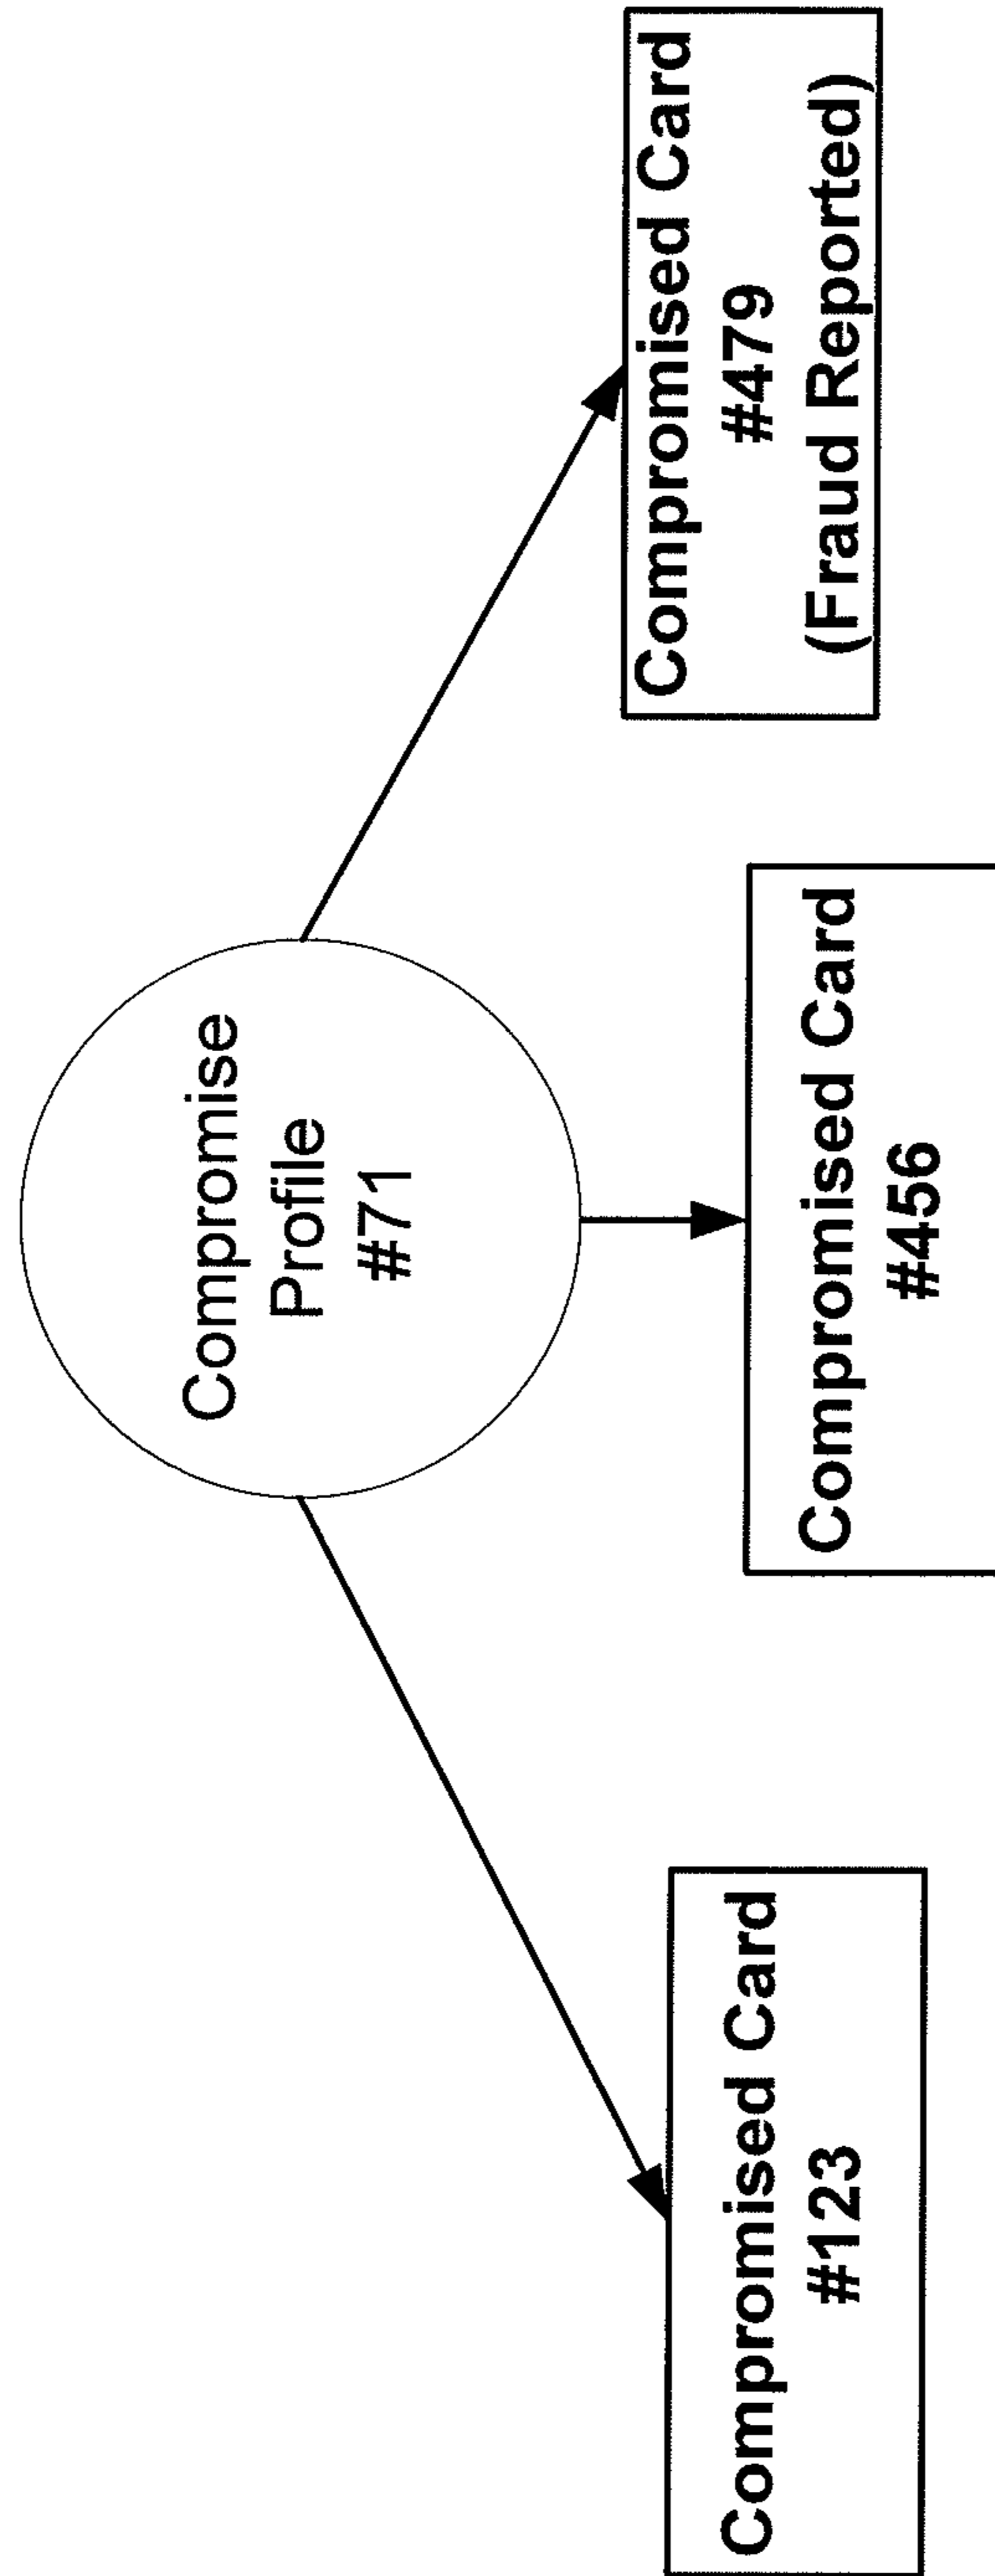 Compromise
Profile
#71
Compromised Card
#123
Compromised Card
#456
Compromised Card
#479
(Fraud Reported)